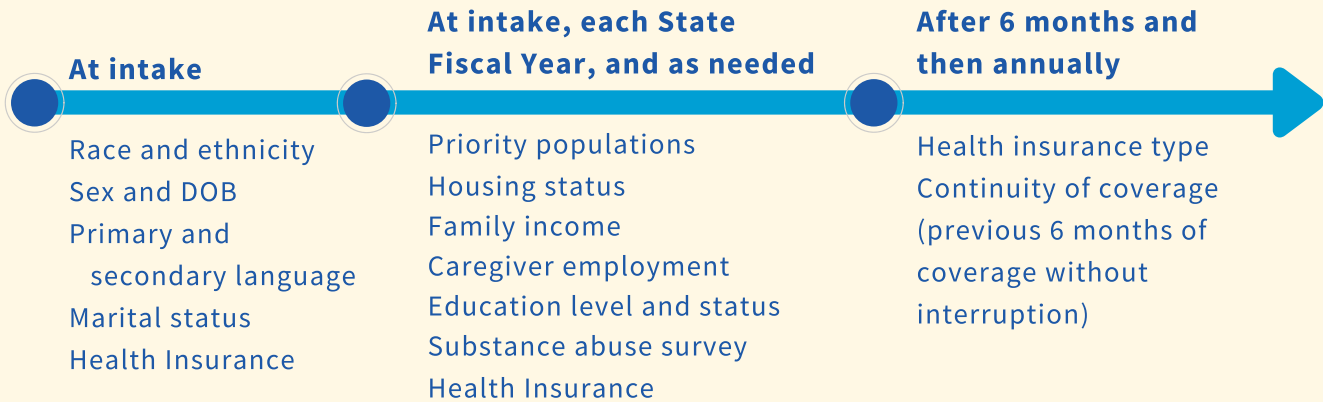 At intake
Race and ethnicity
Sex and DOB
Primary and
secondary language
Marital status
Health Insurance
At intake, each State
Fiscal Year, and as needed
Priority populations
Housing status
Family income
Caregiver employment
Education level and status
Substance abuse survey
Health Insurance
After 6 months and
then annually
Health insurance type
Continuity of coverage
(previous 6 months of
coverage without
interruption)